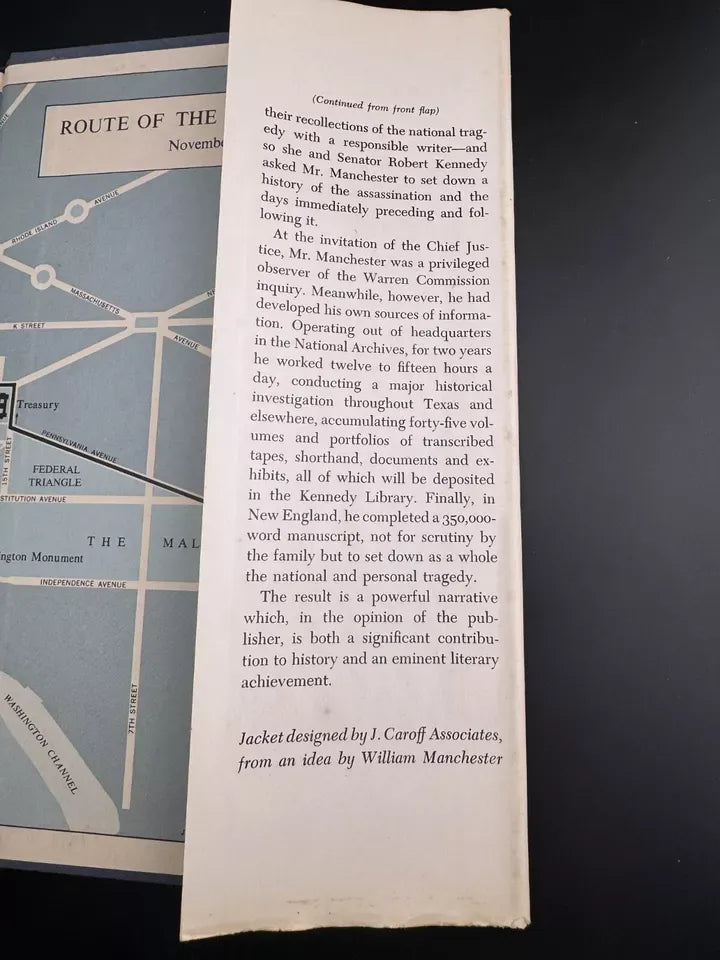 ROUTE OF THE
RHODE ISLAND
AVENUE
MASSACHUSETTS
K STREET
AVENUE
Treasury
PENNSYLVANIA AVENUE
15TH STREET
FEDERAL
TRIANGLE
STITUTION AVENUE
THE MAL
ngton Monument
INDEPENDENCE AVENUE
7TH STREET
WASHINGTON CHANNEL
(Continued from front flap)
their recollections of the national trag-
edy with a responsible writer—and
so she and Senator Robert Kennedy
asked Mr. Manchester to set down a
history of the assassination and the
days immediately preceding and fol-
lowing it.
At the invitation of the Chief Jus-
tice, Mr. Manchester was a privileged
observer of the Warren Commission
inquiry. Meanwhile, however, he had
developed his own sources of informa-
tion. Operating out of headquarters
in the National Archives, for two years
he worked twelve to fifteen hours a
day, conducting a major historical
investigation throughout Texas and
elsewhere, accumulating forty-five vol-
umes and portfolios of transcribed
tapes, shorthand, documents and ex-
hibits, all of which will be deposited
in the Kennedy Library. Finally, in
New England, he completed a 350,000-
word manuscript, not for scrutiny by
the family but to set down as a whole
the national and personal tragedy.
The result is a powerful narrative
which, in the opinion of the pub-
lisher, is both a significant contribu-
tion to history and an eminent literary
achievement.
Jacket designed by J. Caroff Associates,
from an idea by William Manchester